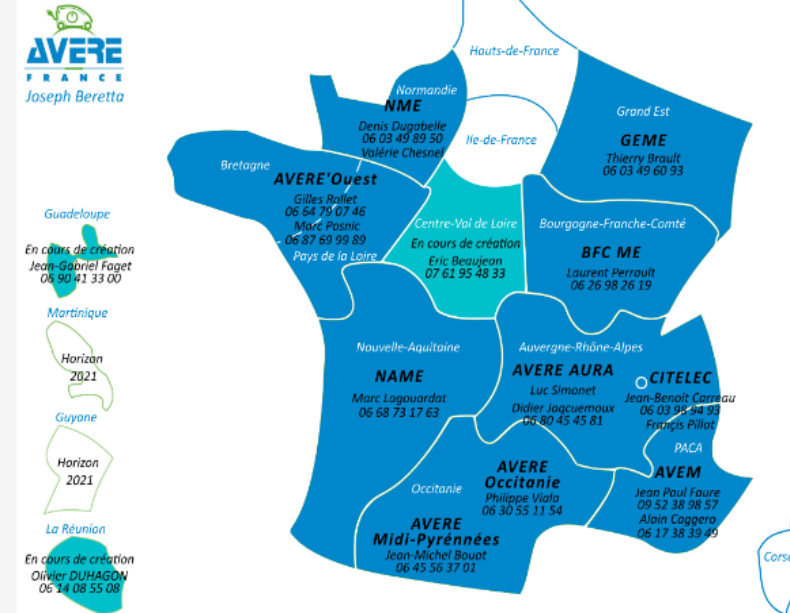 AVERE
FRANCE
Joseph Beretta
Hauts-de-France
Normandie
NME
Denis Dugabelle
06 03 49 89 50
Valérie Chesnel
Ile-de-France
Grand Est
GEME
Thierry Brault
06 03 49 60 93
Bretagne
AVERE'Ouest
Gilles Rollet
06 64 79 07 46
Marc Posnic
06 87 69 99 89
Pays de la Loire
Centre-Val de Loire
En cours de création
Eric Beaujean
07 61 95 48 33
Bourgogne-Franche-Comté
BFC ME
Laurent Perrault
06 26 98 26 19
Guadeloupe
En cours de création
Jean-Gabriel Faget
05 90 41 33 00
Martinique
Horizon
2021
Guyane
Horizon
2021
La Réunion
En cours de création
Olivier DUHAGON
06 14 08 55 08
Nouvelle-Aquitaine
NAME
Marc Lagouardat
06 68 73 17 63
Auvergne-Rhône-Alpes
AVERE AURA
Luc Simonet
Didier Jaquemoux
06 80 45 45 81
CITELEC
Jean-Benoit Carreau
06 03 98 94 93
Françis Pillot
PACA
AVEM
Jean Paul Faure
09 52 38 98 57
Alain Caggero
06 17 38 39 49
Occitanie
AVERE
Occitanie
Philippe Viala
06 30 55 11 54
AVERE
Midi-Pyrénnées
Jean-Michel Bouat
06 45 56 37 01